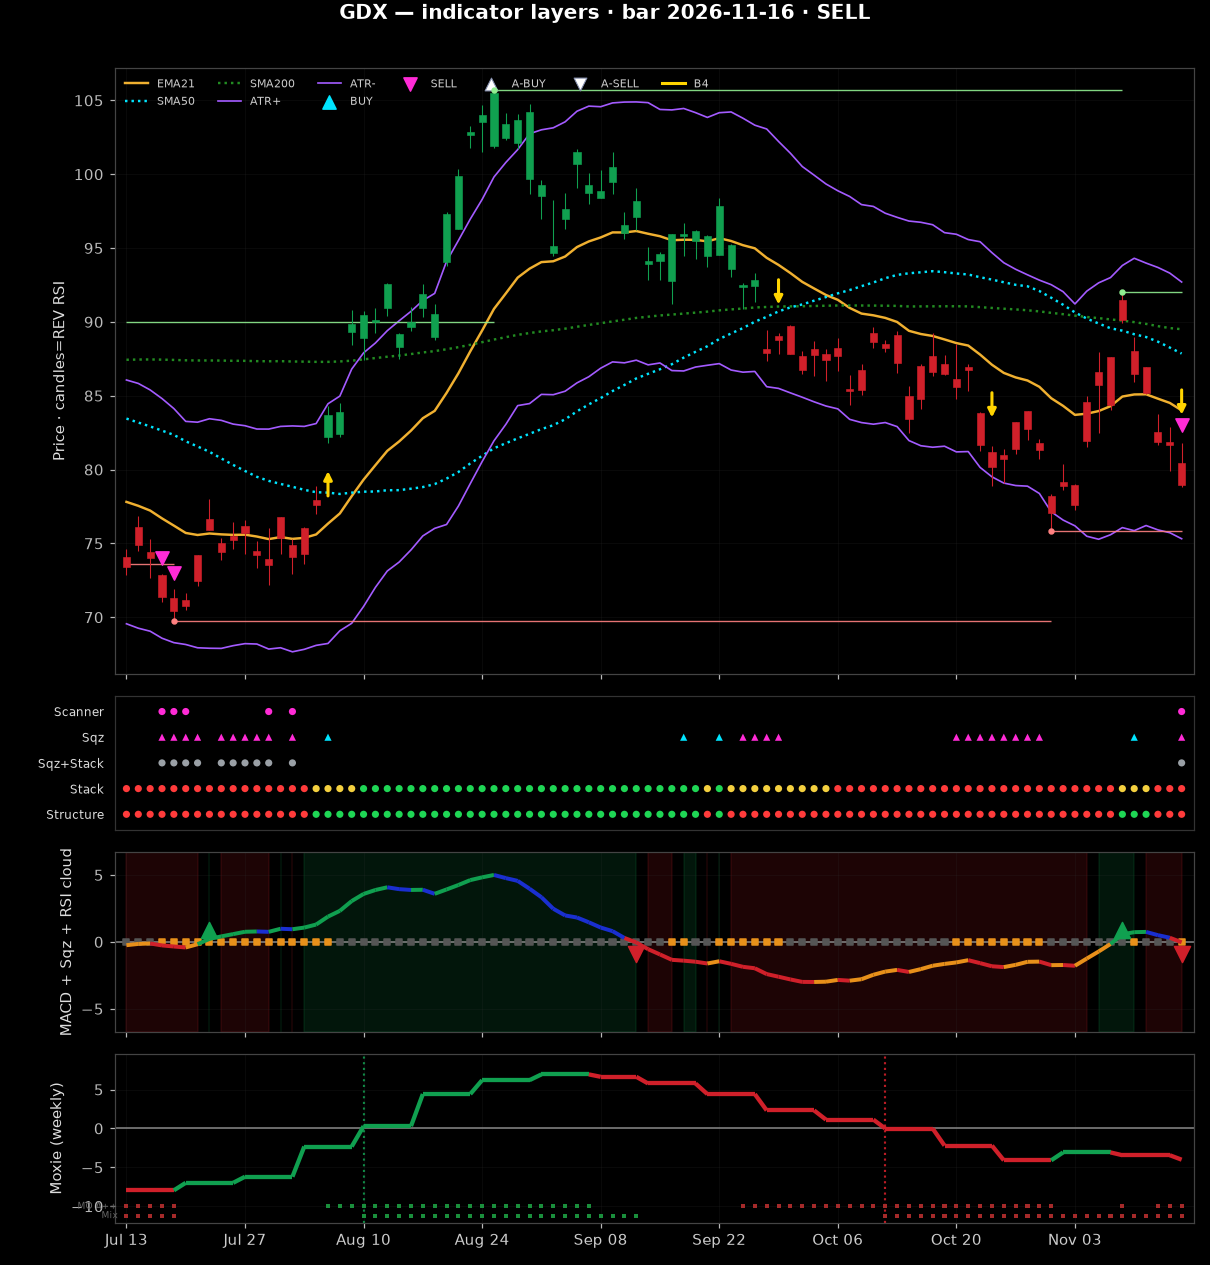 GDX — indicator layers · bar 2026-11-16 · SELL
EMA21 SMA200 ATR- SELL A-BUY A-SELL B4
SMA50 ATR+ BUY
Price · candles=REV RSI
105
100
95
90
85
80
75
70
Scanner
Sqz
Sqz+Stack
Stack
Structure
MACD + Sqz + RSI cloud
5
0
−5
Moxie (weekly)
5
0
−5
−10
Jul 13 Jul 27 Aug 10 Aug 24 Sep 08 Sep 22 Oct 06 Oct 20 Nov 03